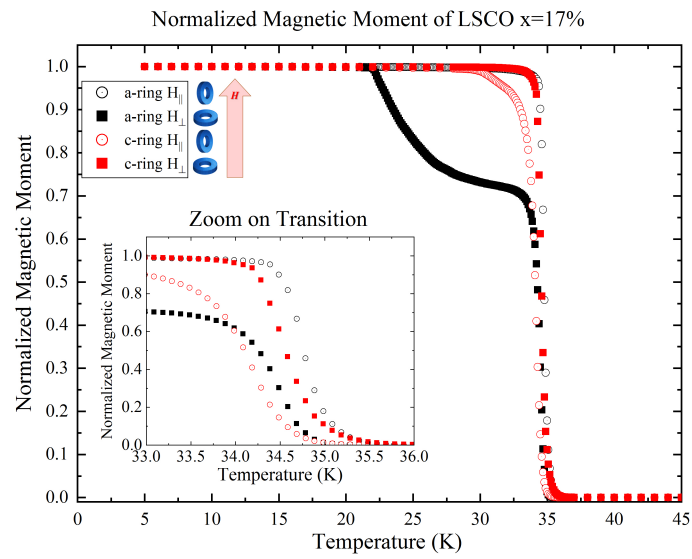 Normalized Magnetic Moment of LSCO x=17%
Normalized Magnetic Moment
1.0
0.9
0.8
0.7
0.6
0.5
0.4
0.3
0.2
0.1
0.0
a-ring H∥
a-ring H⊥
c-ring H∥
c-ring H⊥
H
Zoom on Transition
Normalized Magnetic Moment
1.0
0.8
0.6
0.4
0.2
0.0
33.0 33.5 34.0 34.5 35.0 35.5 36.0
Temperature (K)
0 5 10 15 20 25 30 35 40 45
Temperature (K)